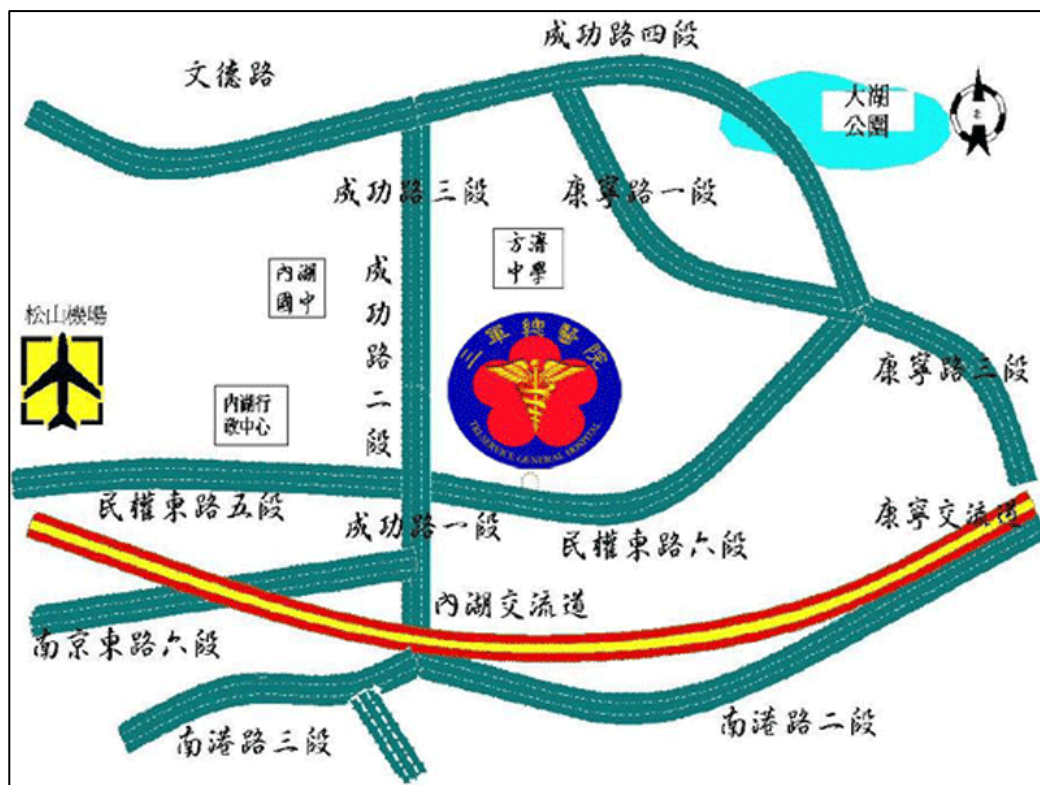 成功路四段
文德路
大湖
公園
北
成功路三段
康寧路一段
方濟
中學
內湖
國中
成功路二段
松山機場
三軍總醫院
TRI-SERVICE GENERAL HOSPITAL
康寧路三段
內湖行
政中心
民權東路五段
成功路一段
民權東路六段
康寧交流道
內湖交流道
南京東路六段
南港路三段
南港路二段